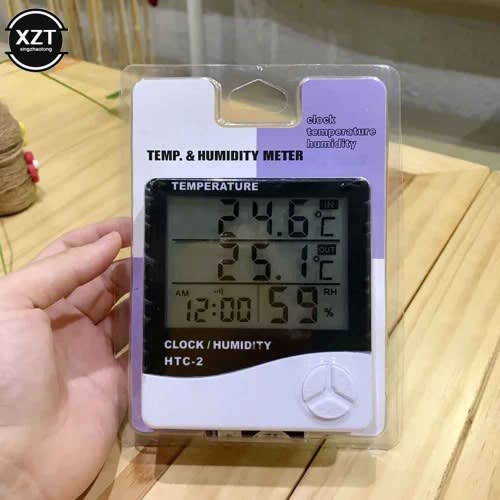 XZT
xingzhaotong
clock
temperature
humidity
TEMP. & HUMIDITY METER
TEMPERATURE
24.6°C IN
25.1°C OUT
AM 12:00 59% RH
CLOCK / HUMIDITY
HTC-2